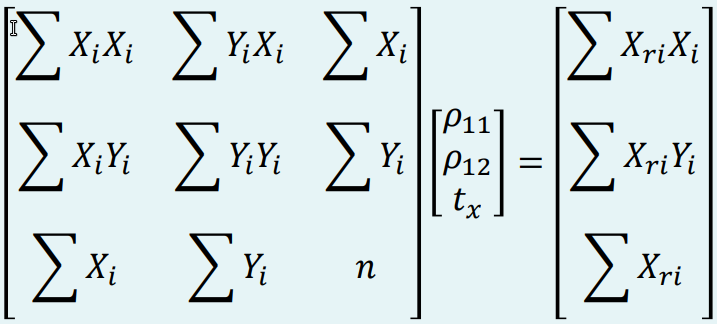 ∑ XᵢXᵢ ∑ YᵢXᵢ ∑ Xᵢ ∑ XᵣᵢXᵢ
∑ XᵢYᵢ ∑ YᵢYᵢ ∑ Yᵢ [ρ₁₁ ρ₁₂ tₓ] = ∑ XᵣᵢYᵢ
∑ Xᵢ ∑ Yᵢ n ∑ Xᵣᵢ